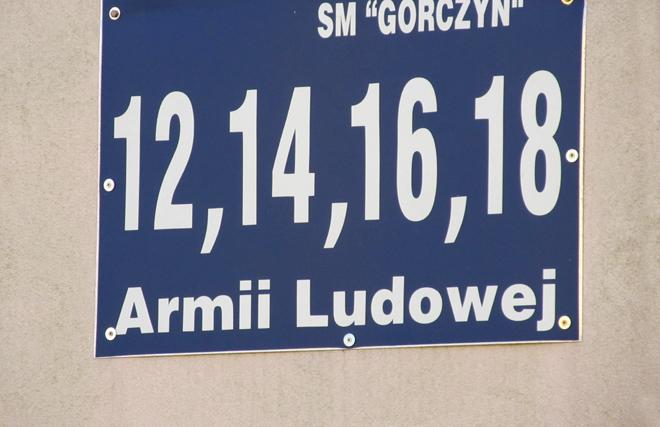 SM "GORCZYN"
12,14,16,18
Armii Ludowej